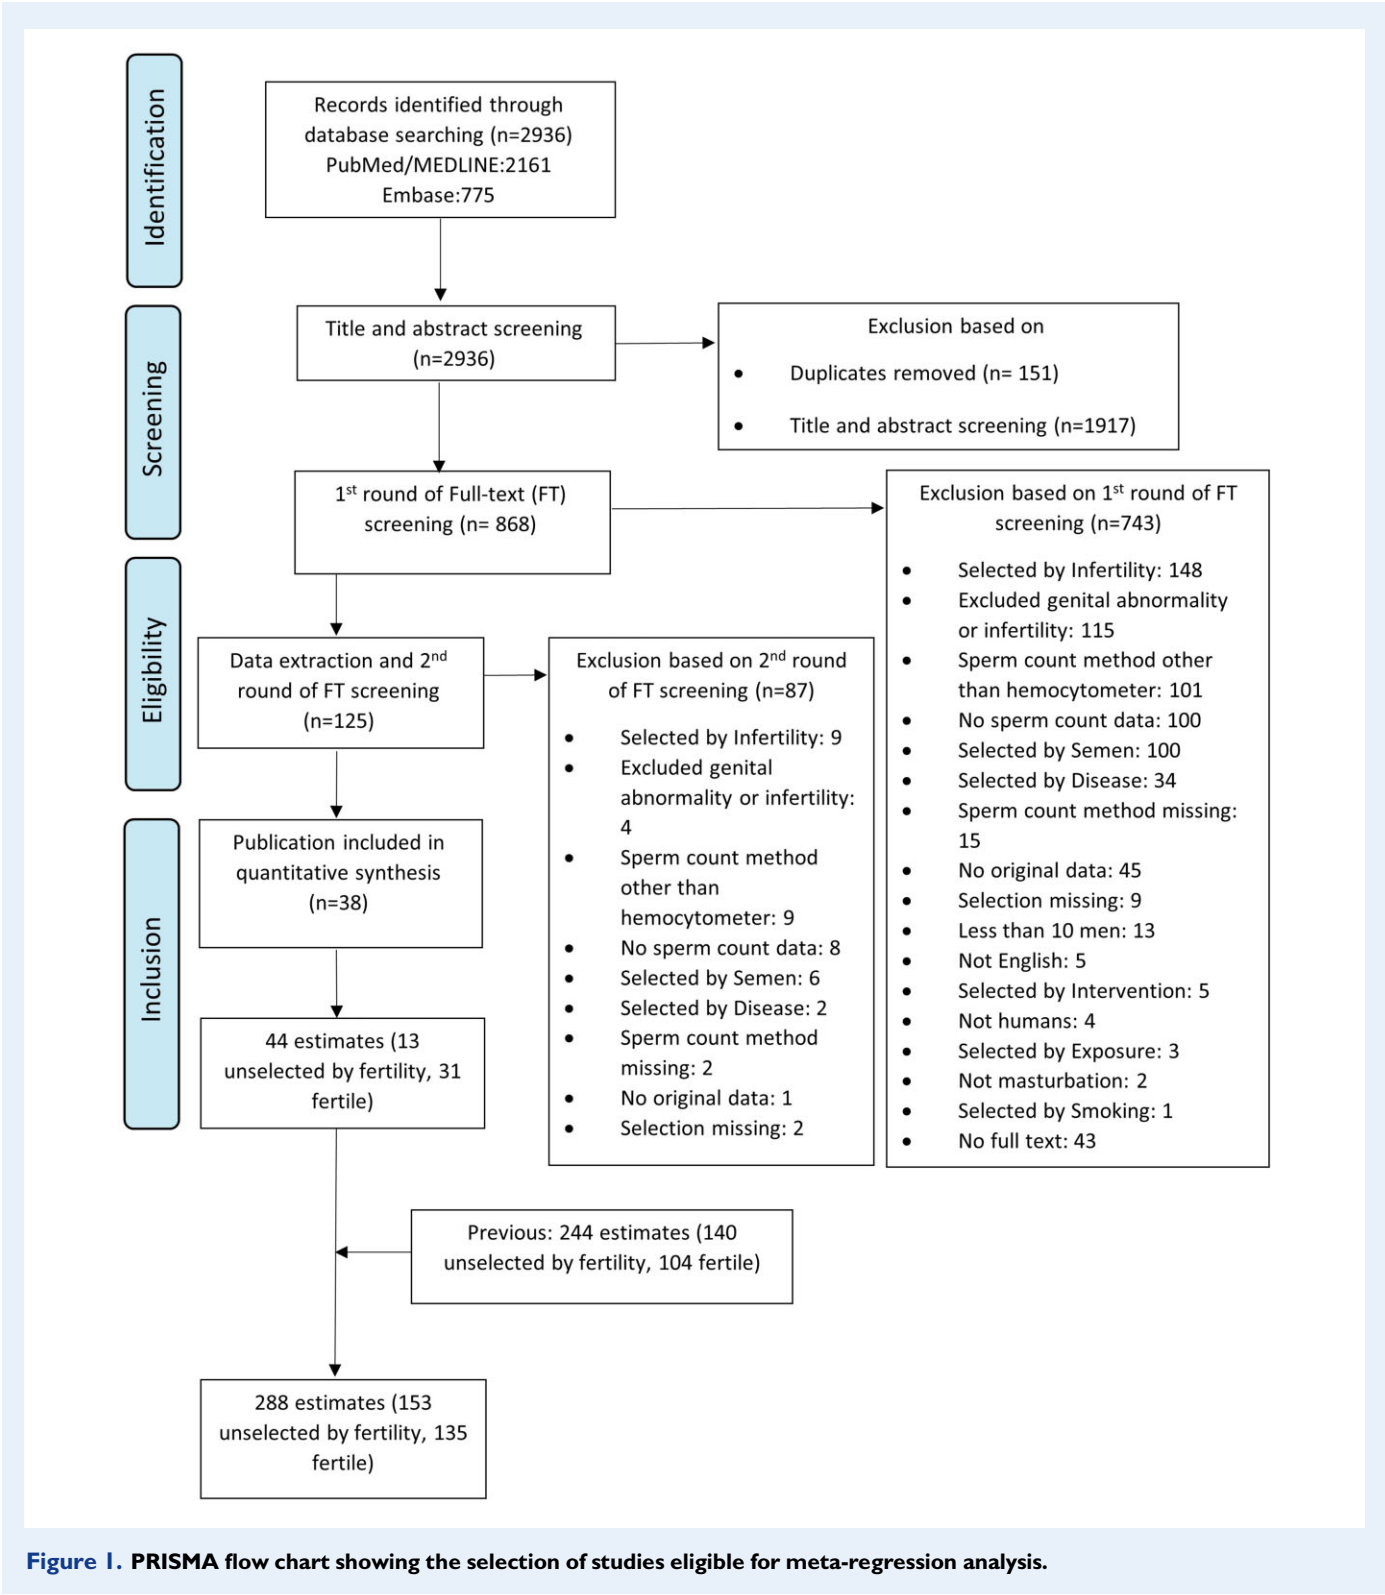 Identification
Records identified through
database searching (n=2936)
PubMed/MEDLINE:2161
Embase:775
Screening
Title and abstract screening
(n=2936)
Exclusion based on
• Duplicates removed (n= 151)
• Title and abstract screening (n=1917)
1st round of Full-text (FT)
screening (n= 868)
Exclusion based on 1st round of FT
screening (n=743)
• Selected by Infertility: 148
• Excluded genital abnormality
or infertility: 115
• Sperm count method other
than hemocytometer: 101
• No sperm count data: 100
• Selected by Semen: 100
• Selected by Disease: 34
• Sperm count method missing:
15
• No original data: 45
• Selection missing: 9
• Less than 10 men: 13
• Not English: 5
• Selected by Intervention: 5
• Not humans: 4
• Selected by Exposure: 3
• Not masturbation: 2
• Selected by Smoking: 1
• No full text: 43
Eligibility
Data extraction and 2nd
round of FT screening
(n=125)
Exclusion based on 2nd round
of FT screening (n=87)
• Selected by Infertility: 9
• Excluded genital
abnormality or infertility:
4
• Sperm count method
other than
hemocytometer: 9
• No sperm count data: 8
• Selected by Semen: 6
• Selected by Disease: 2
• Sperm count method
missing: 2
• No original data: 1
• Selection missing: 2
Inclusion
Publication included in
quantitative synthesis
(n=38)
44 estimates (13
unselected by fertility, 31
fertile)
Previous: 244 estimates (140
unselected by fertility, 104 fertile)
288 estimates (153
unselected by fertility, 135
fertile)
Figure 1. PRISMA flow chart showing the selection of studies eligible for meta-regression analysis.